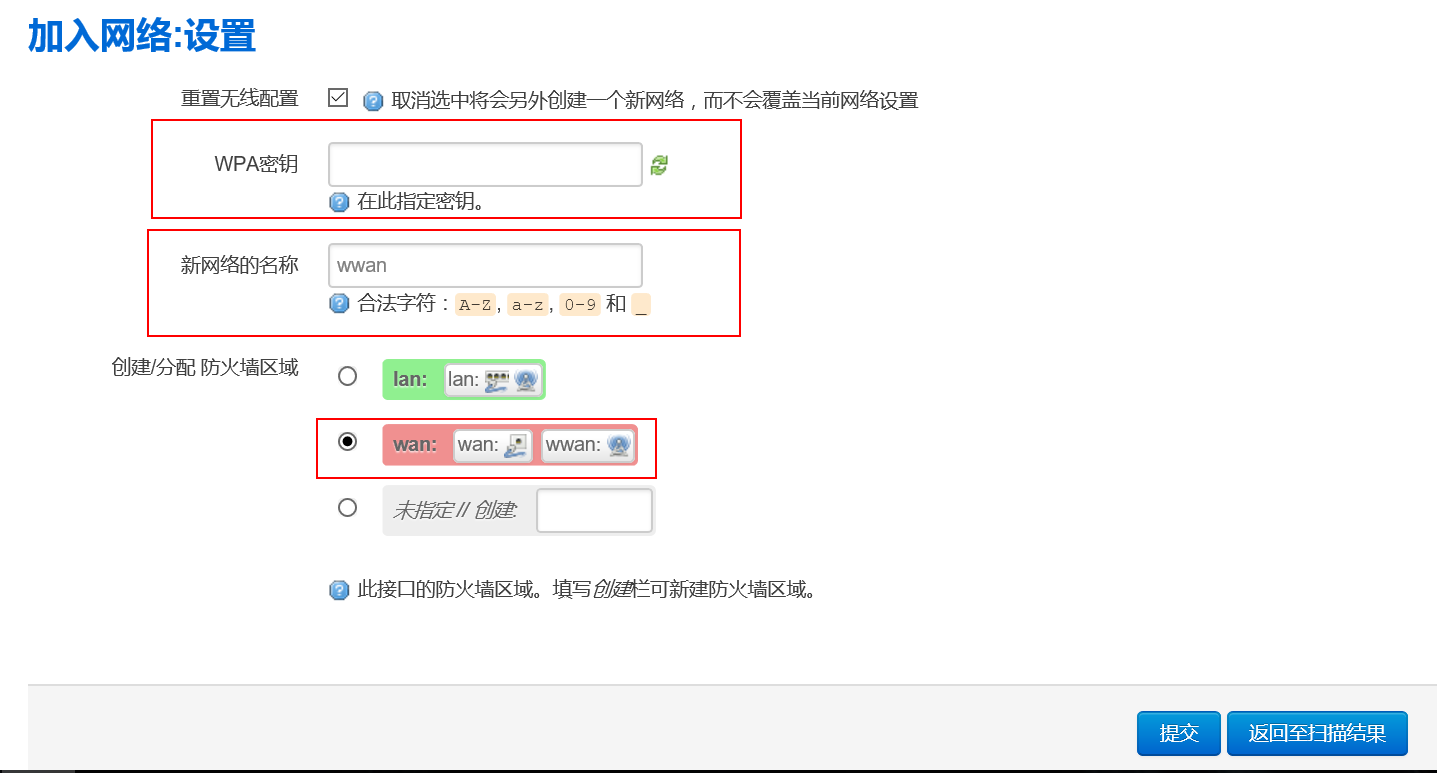 加入网络:设置
重置无线配置 取消选中将会另外创建一个新网络，而不会覆盖当前网络设置
WPA密钥
在此指定密钥。
新网络的名称 wwan
合法字符：A-Z, a-z, 0-9 和 _
创建/分配 防火墙区域 lan: lan:
wan: wan: wwan:
未指定 // 创建:
此接口的防火墙区域。填写创建栏可新建防火墙区域。
提交 返回至扫描结果